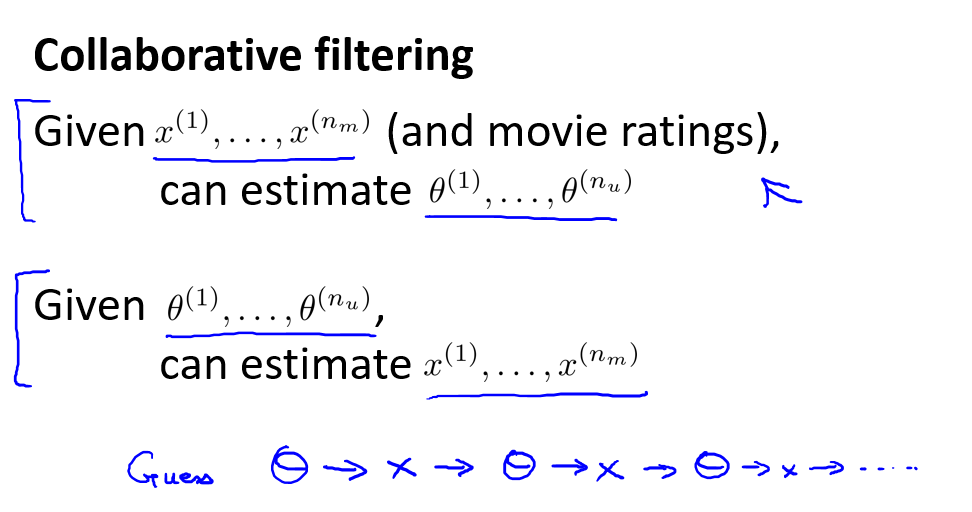 Collaborative filtering
Given x^(1), . . . , x^(n_m) (and movie ratings),
can estimate θ^(1), . . . , θ^(n_u)
Given θ^(1), . . . , θ^(n_u),
can estimate x^(1), . . . , x^(n_m)
Guess Θ → x → Θ → x → Θ → x → ......